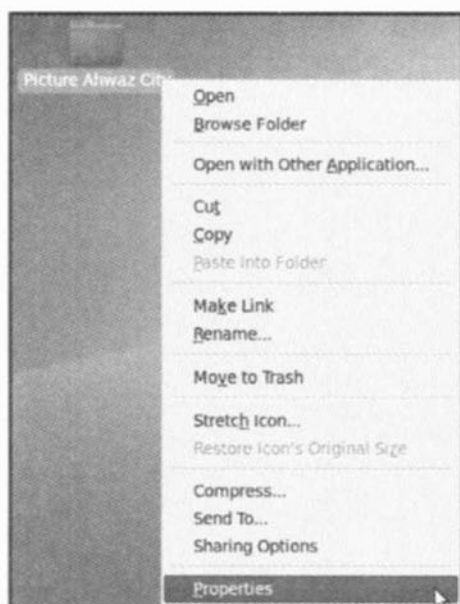 Picture Ahwaz City
Open
Browse Folder
Open with Other Application...
Cut
Copy
Paste Into Folder
Make Link
Rename...
Move to Trash
Stretch Icon...
Restore Icon's Original Size
Compress...
Send To...
Sharing Options
Properties